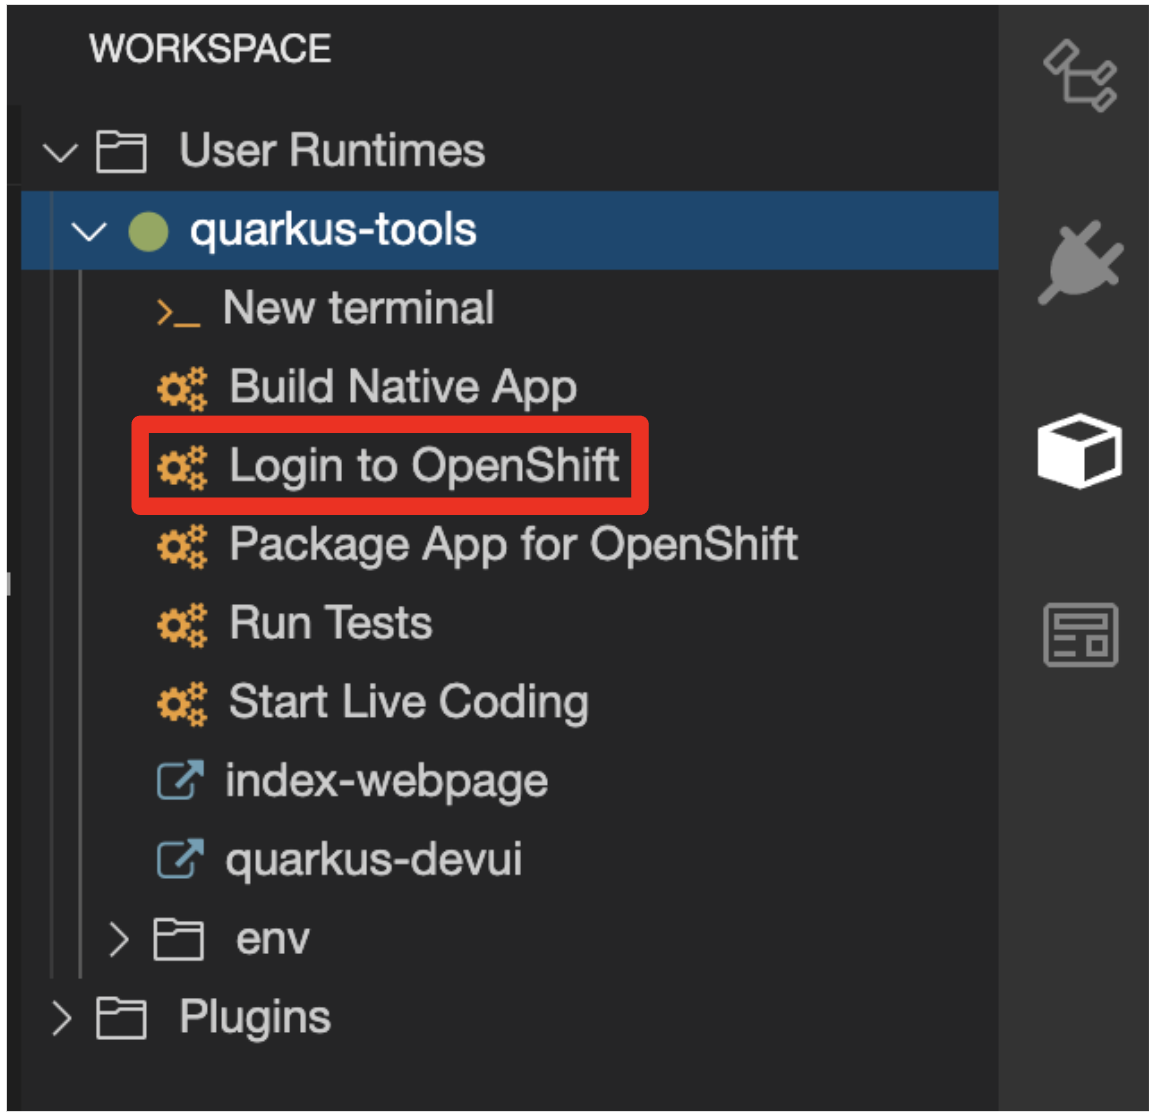 WORKSPACE
User Runtimes
quarkus-tools
New terminal
Build Native App
Login to OpenShift
Package App for OpenShift
Run Tests
Start Live Coding
index-webpage
quarkus-devui
env
Plugins